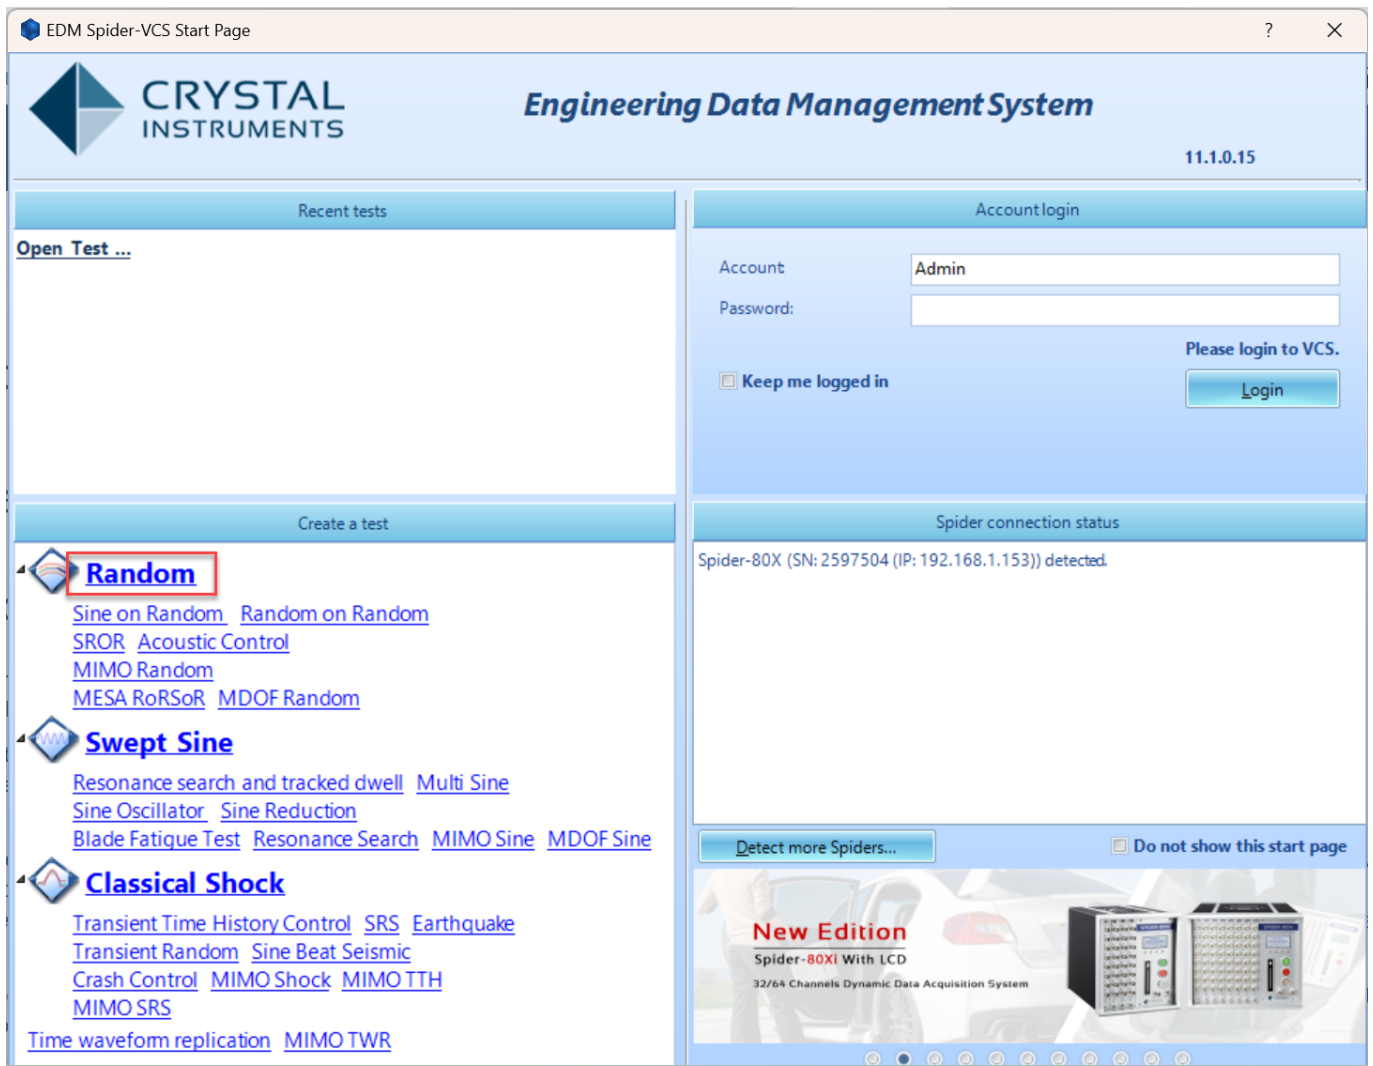 EDM Spider-VCS Start Page
?
CRYSTAL
INSTRUMENTS
Engineering Data Management System
11.1.0.15
Recent tests
Open Test ...
Account login
Account:
Admin
Password:
Please login to VCS.
Keep me logged in
Login
Create a test
Random
Sine on Random Random on Random
SROR Acoustic Control
MIMO Random
MESA RoRSoR MDOF Random
Swept Sine
Resonance search and tracked dwell Multi Sine
Sine Oscillator Sine Reduction
Blade Fatigue Test Resonance Search MIMO Sine MDOF Sine
Classical Shock
Transient Time History Control SRS Earthquake
Transient Random Sine Beat Seismic
Crash Control MIMO Shock MIMO TTH
MIMO SRS
Time waveform replication MIMO TWR
Spider connection status
Spider-80X (SN: 2597504 (IP: 192.168.1.153)) detected.
Detect more Spiders...
Do not show this start page
New Edition
Spider-80Xi With LCD
32/64 Channels Dynamic Data Acquisition System